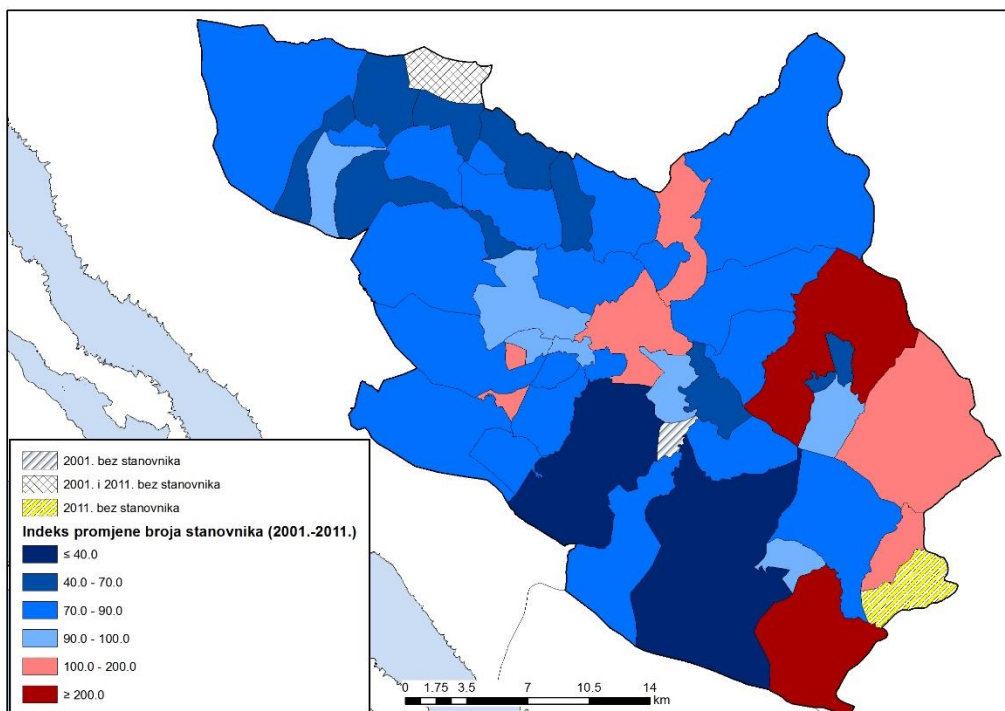 2001. bez stanovnika
2001. i 2011. bez stanovnika
2011. bez stanovnika
Indeks promjene broja stanovnika (2001.-2011.)
≤ 40.0
40.0 - 70.0
70.0 - 90.0
90.0 - 100.0
100.0 - 200.0
≥ 200.0
0 1.75 3.5 7 10.5 14
km